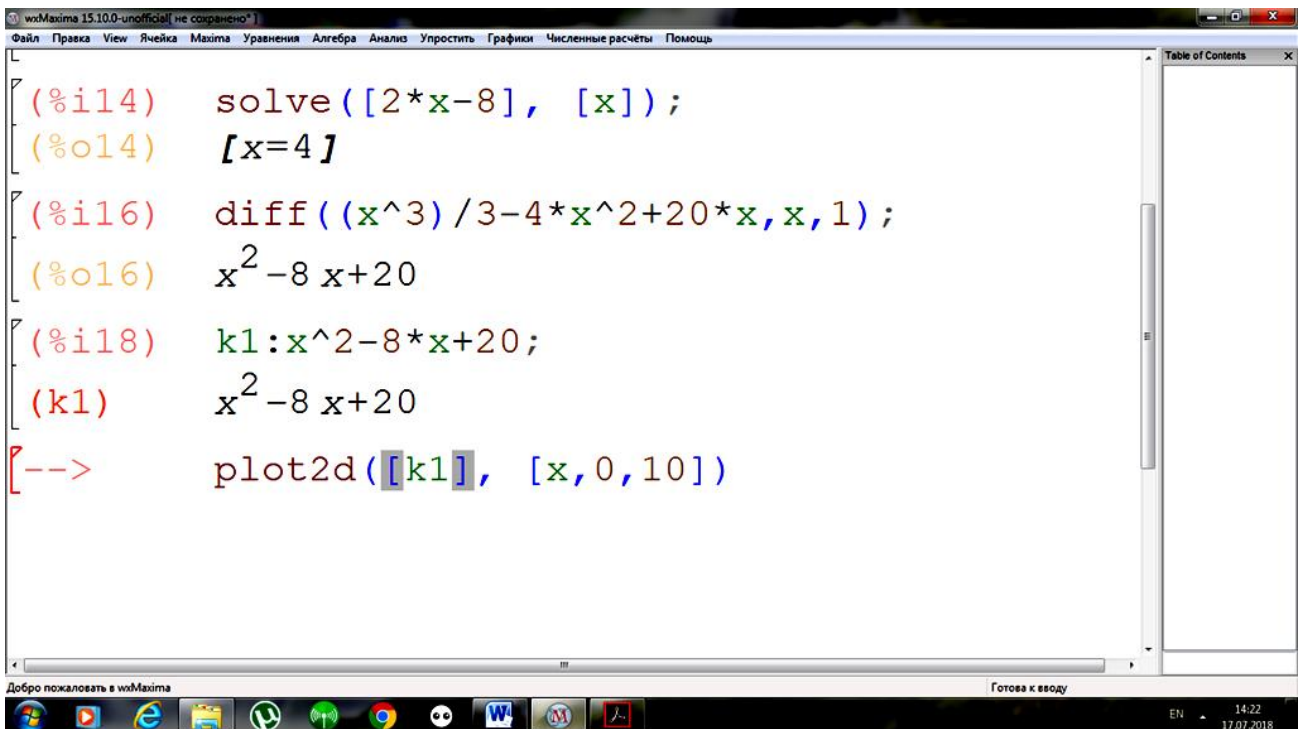 wxMaxima 15.10.0-unofficial[ не сохранено* ]
Файл Правка View Ячейка Maxima Уравнения Алгебра Анализ Упростить Графики Численные расчёты Помощь
Table of Contents
(%i14) solve([2*x-8], [x]);
(%o14) [x=4]
(%i16) diff((x^3)/3-4*x^2+20*x,x,1);
(%o16) x^2-8 x+20
(%i18) k1:x^2-8*x+20;
(k1) x^2-8 x+20
--> plot2d([k1], [x,0,10])
Добро пожаловать в wxMaxima Готова к вводу
EN 14:22
17.07.2018